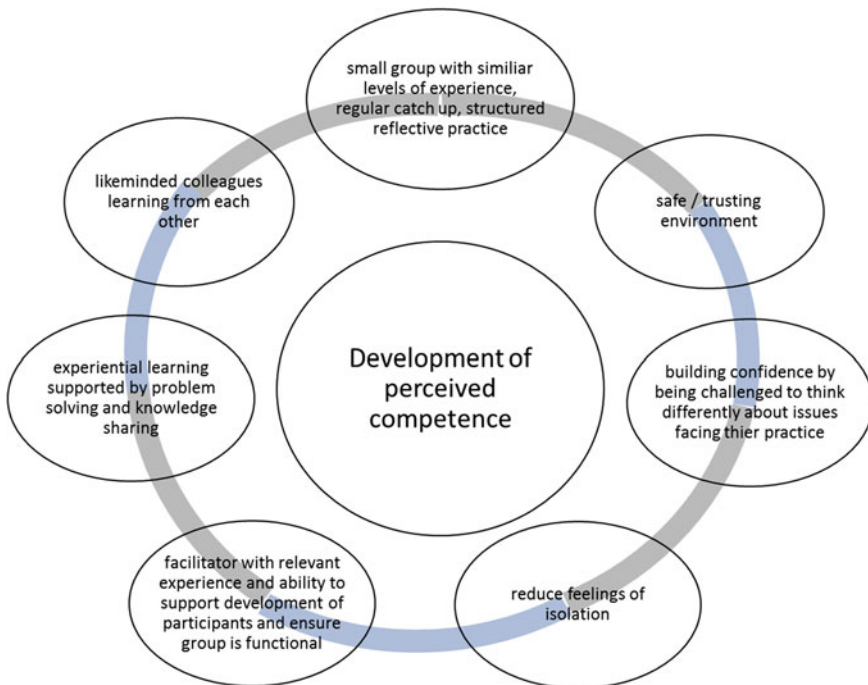 small group with similiar
levels of experience,
regular catch up, structured
reflective practice
likeminded colleagues
learning from each
other
safe / trusting
environment
Development of
perceived
competence
experiential learning
supported by problem
solving and knowledge
sharing
building confidence by
being challenged to think
differently about issues
facing thier practice
facilitator with relevant
experience and ability to
support development of
participants and ensure
group is functional
reduce feelings of
isolation